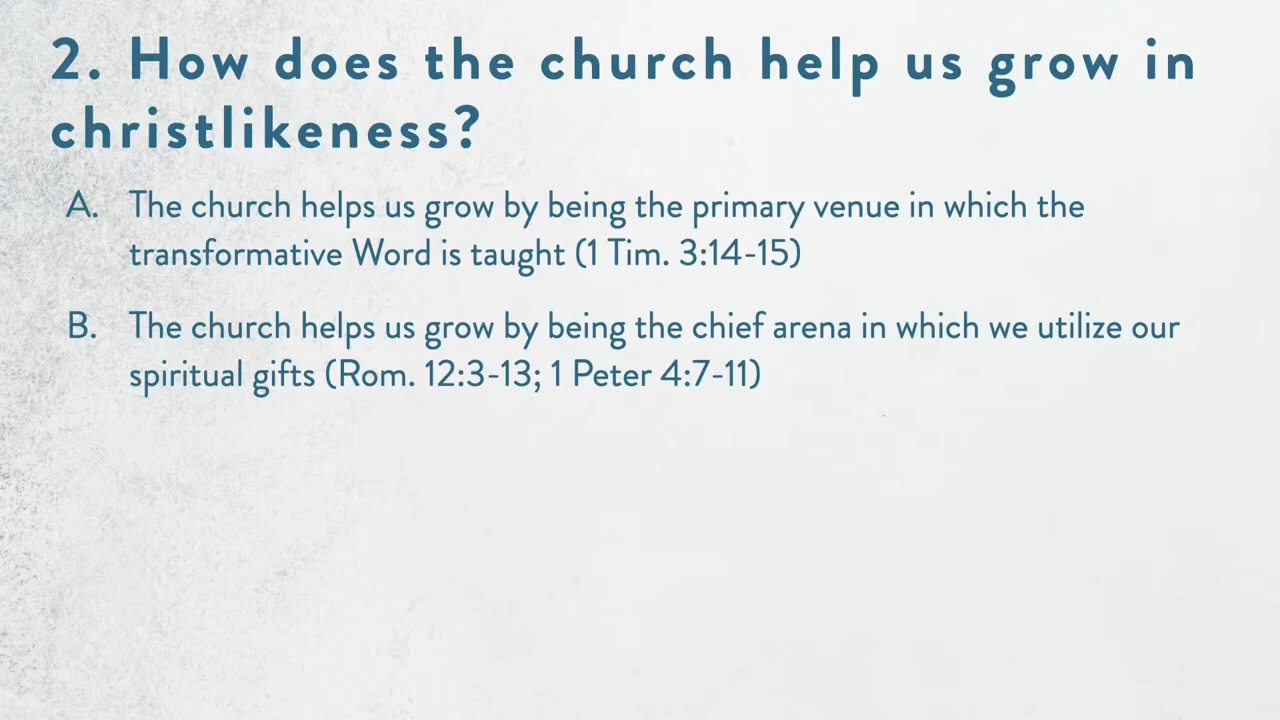 2. How does the church help us grow in
christlikeness?
A. The church helps us grow by being the primary venue in which the
transformative Word is taught (1 Tim. 3:14-15)
B. The church helps us grow by being the chief arena in which we utilize our
spiritual gifts (Rom. 12:3-13; 1 Peter 4:7-11)